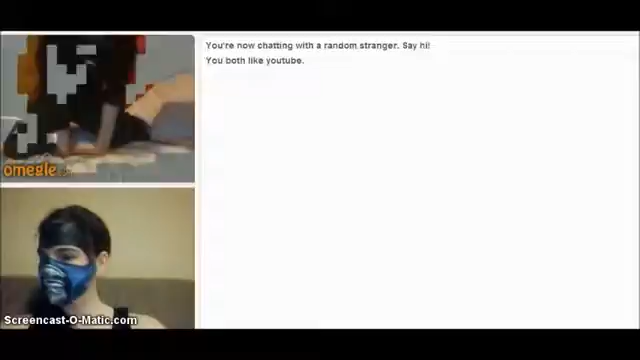 You're now chatting with a random stranger. Say hi!
You both like youtube.
omegle
Screencast-O-Matic.com